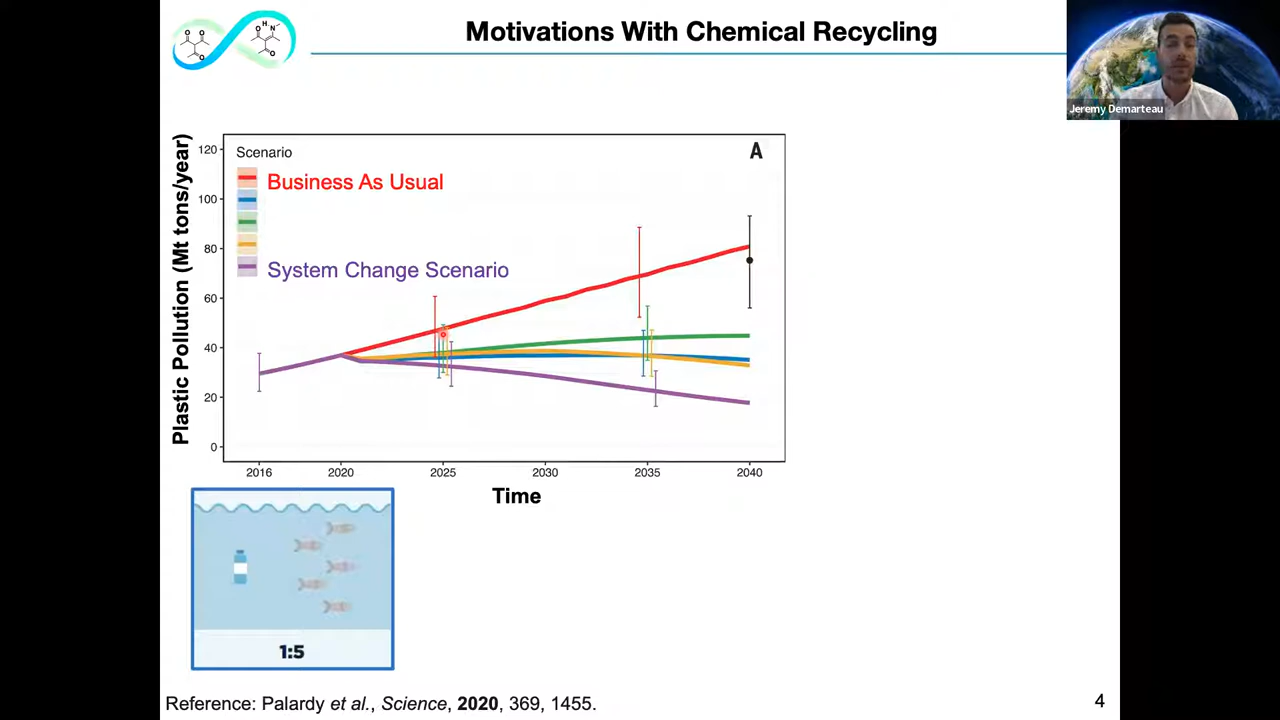 Motivations With Chemical Recycling
Jeremy Demarteau
Plastic Pollution (Mt tons/year)
Scenario
A
Business As Usual
System Change Scenario
120
100
80
60
40
20
0
2016 2020 2025 2030 2035 2040
Time
1:5
Reference: Palardy et al., Science, 2020, 369, 1455.
4
O O
O
H
O N
O